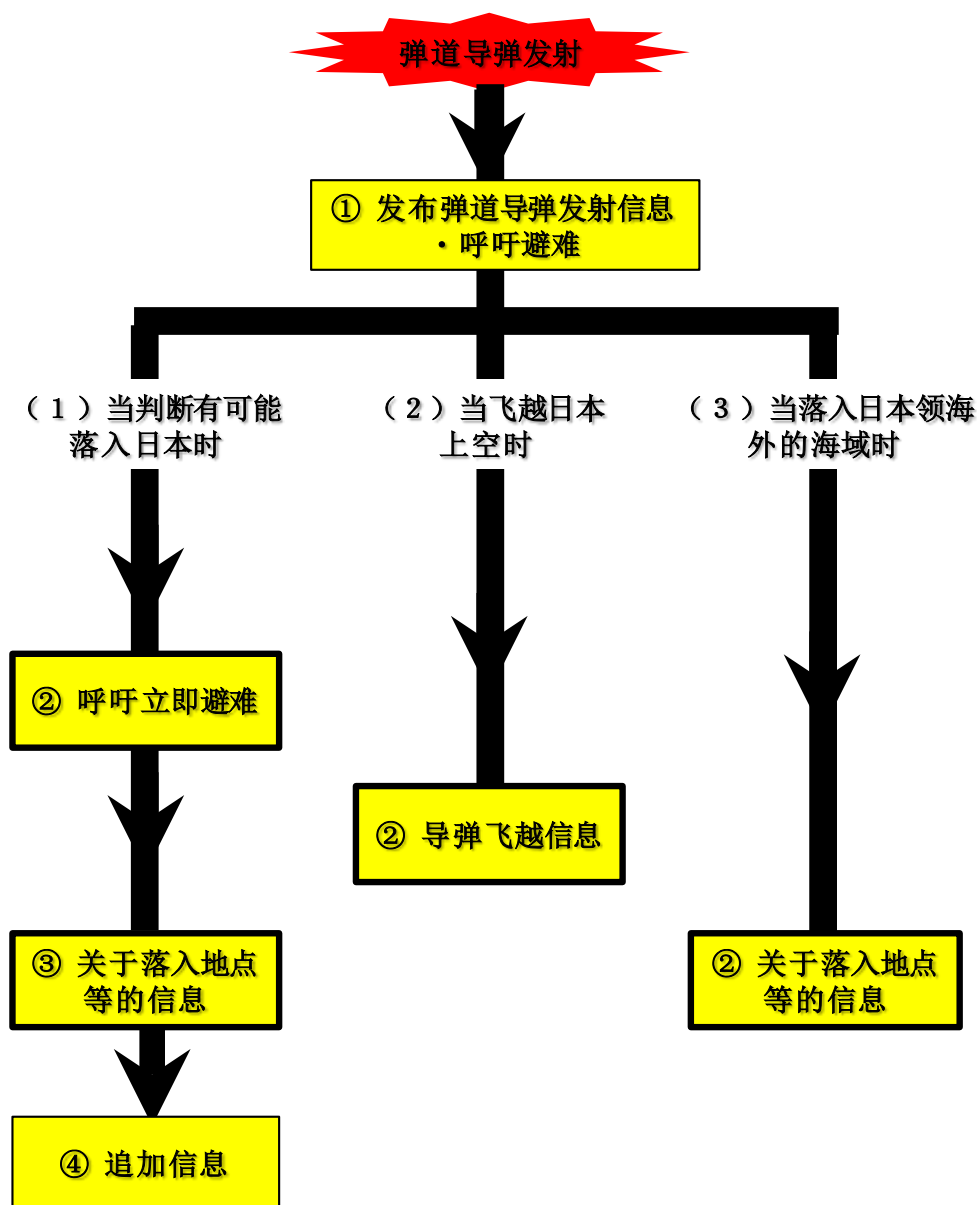 弹道导弹发射
① 发布弹道导弹发射信息
・呼吁避难
（１）当判断有可能
落入日本时
（２）当飞越日本
上空时
（３）当落入日本领海
外的海域时
② 呼吁立即避难
② 导弹飞越信息
③ 关于落入地点
等的信息
② 关于落入地点
等的信息
④ 追加信息